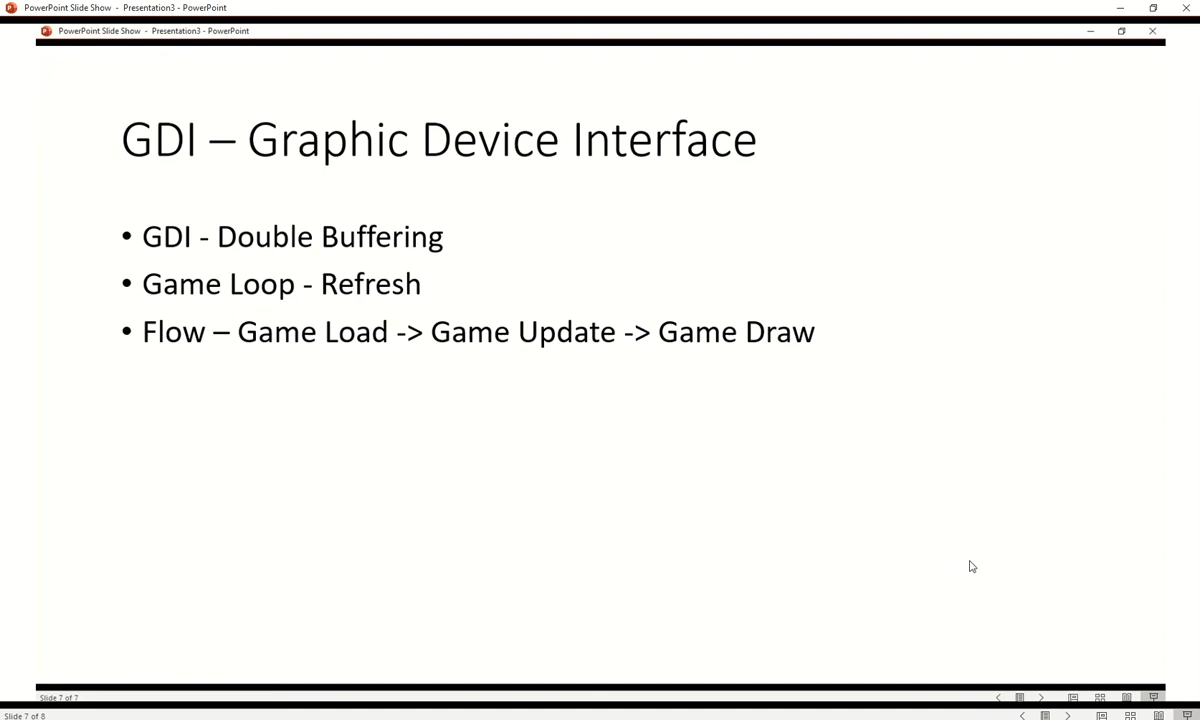 PowerPoint Slide Show - Presentation3 - PowerPoint
PowerPoint Slide Show - Presentation3 - PowerPoint
GDI – Graphic Device Interface
• GDI - Double Buffering
• Game Loop - Refresh
• Flow – Game Load -> Game Update -> Game Draw
Slide 7 of 7
Slide 7 of 8